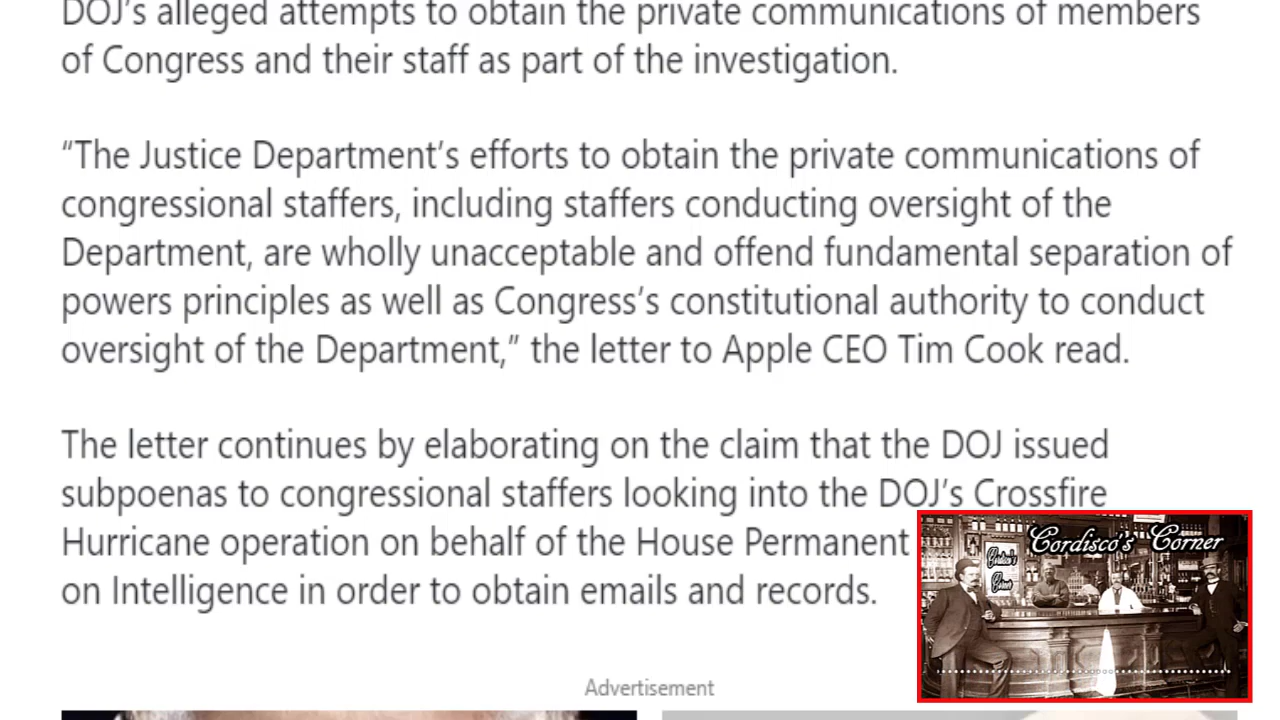 DOJ’s alleged attempts to obtain the private communications of members
of Congress and their staff as part of the investigation.
“The Justice Department’s efforts to obtain the private communications of
congressional staffers, including staffers conducting oversight of the
Department, are wholly unacceptable and offend fundamental separation of
powers principles as well as Congress’s constitutional authority to conduct
oversight of the Department,” the letter to Apple CEO Tim Cook read.
The letter continues by elaborating on the claim that the DOJ issued
subpoenas to congressional staffers looking into the DOJ’s Crossfire
Hurricane operation on behalf of the House Permanent
on Intelligence in order to obtain emails and records.
Cordisco's Corner
Cordisco's
Corner
Advertisement